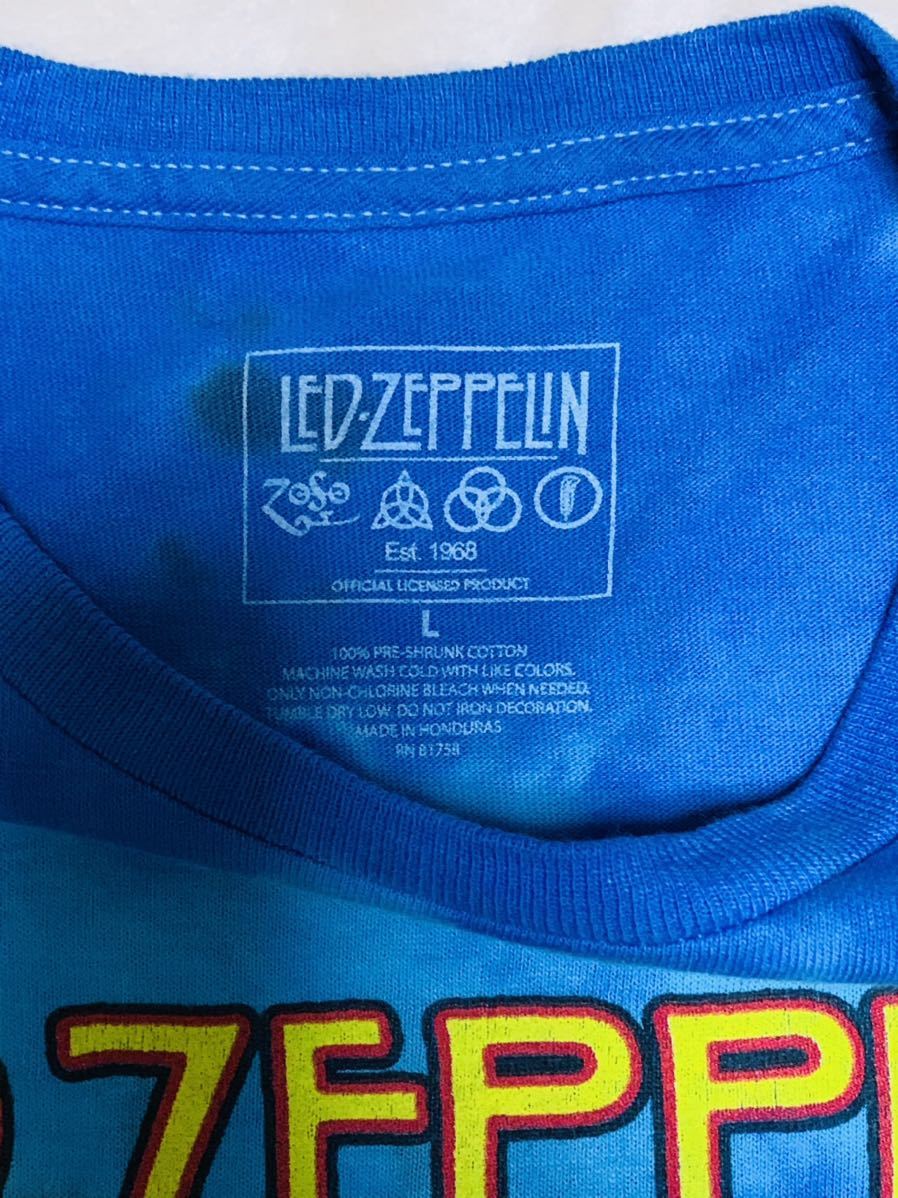 LED·ZEPPELIN
ZoSo
Est. 1968
OFFICIAL LICENSED PRODUCT
L
100% PRE-SHRUNK COTTON
MACHINE WASH COLD WITH LIKE COLORS.
ONLY NON-CHLORINE BLEACH WHEN NEEDED.
TUMBLE DRY LOW. DO NOT IRON DECORATION.
MADE IN HONDURAS
RN 81758
D ZEPPE